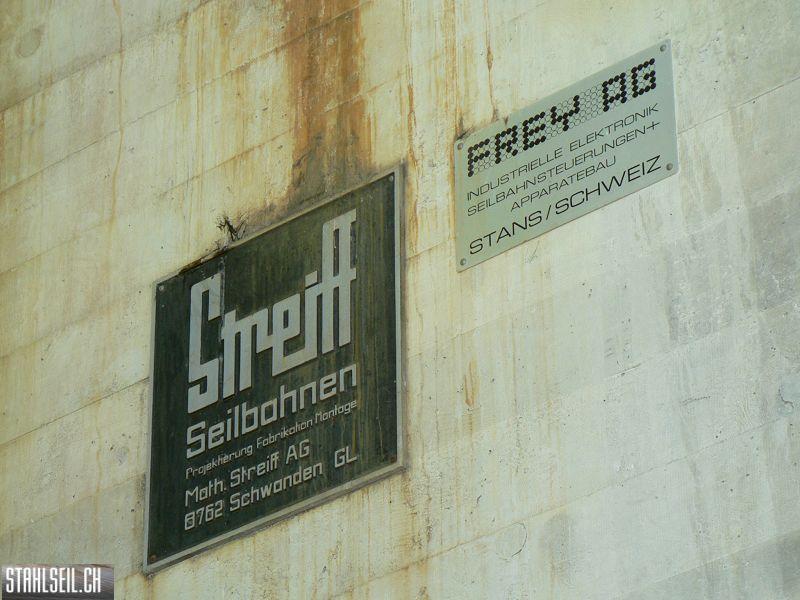 Streiff
Seilbahnen
Projektierung Fabrikation Montage
Math. Streiff AG
8762 Schwanden GL
FREY AG
INDUSTRIELLE ELEKTRONIK
SEILBAHNSTEUERUNGEN+
APPARATEBAU
STANS/SCHWEIZ
STAHLSEIL.CH